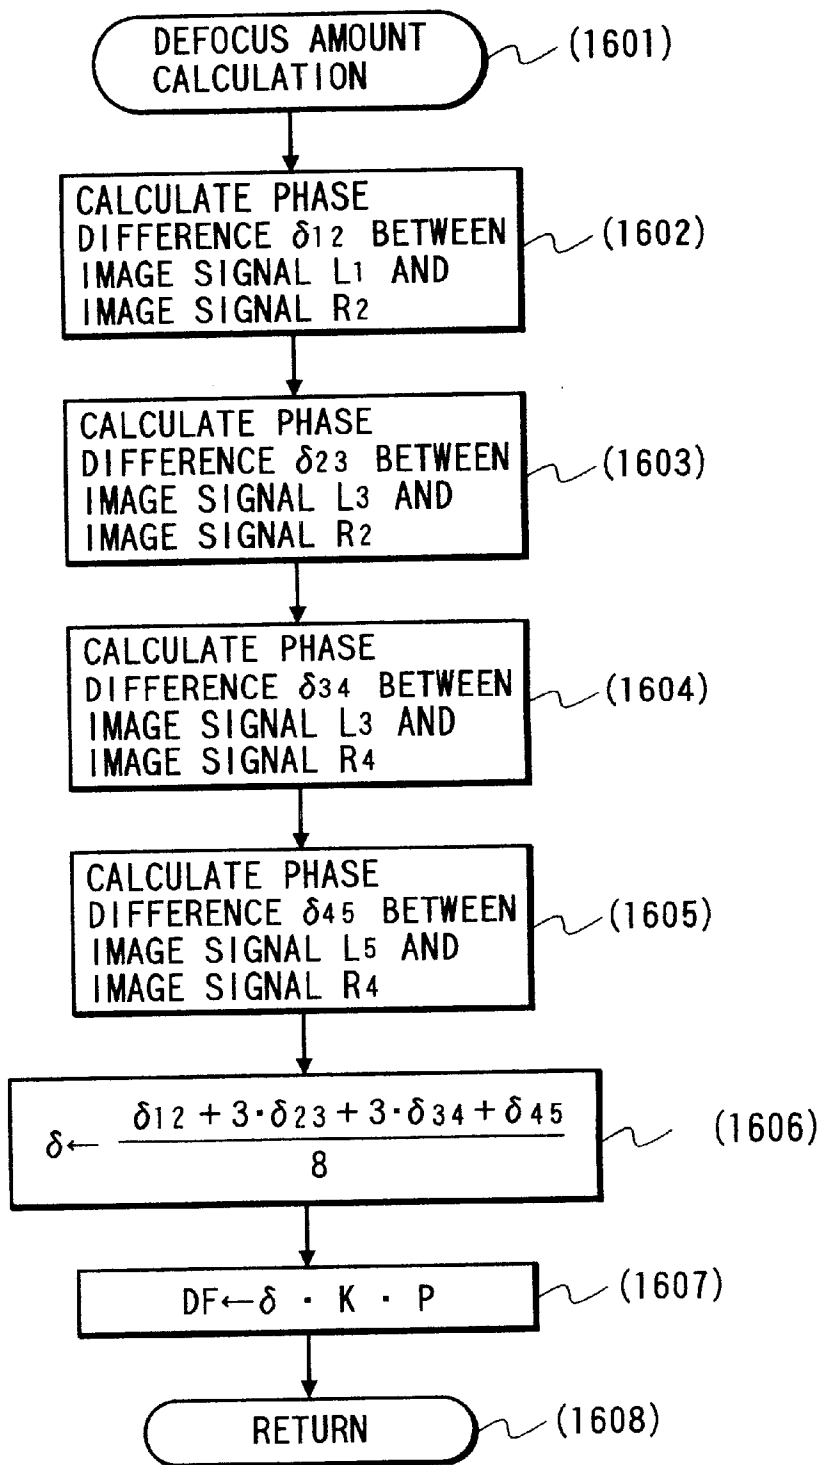 DEFOCUS AMOUNT
CALCULATION
(1601)
CALCULATE PHASE
DIFFERENCE δ12 BETWEEN
IMAGE SIGNAL L1 AND
IMAGE SIGNAL R2
(1602)
CALCULATE PHASE
DIFFERENCE δ23 BETWEEN
IMAGE SIGNAL L3 AND
IMAGE SIGNAL R2
(1603)
CALCULATE PHASE
DIFFERENCE δ34 BETWEEN
IMAGE SIGNAL L3 AND
IMAGE SIGNAL R4
(1604)
CALCULATE PHASE
DIFFERENCE δ45 BETWEEN
IMAGE SIGNAL L5 AND
IMAGE SIGNAL R4
(1605)
δ12 + 3·δ23 + 3·δ34 + δ45
δ←
8
(1606)
DF←δ · K · P
(1607)
RETURN
(1608)